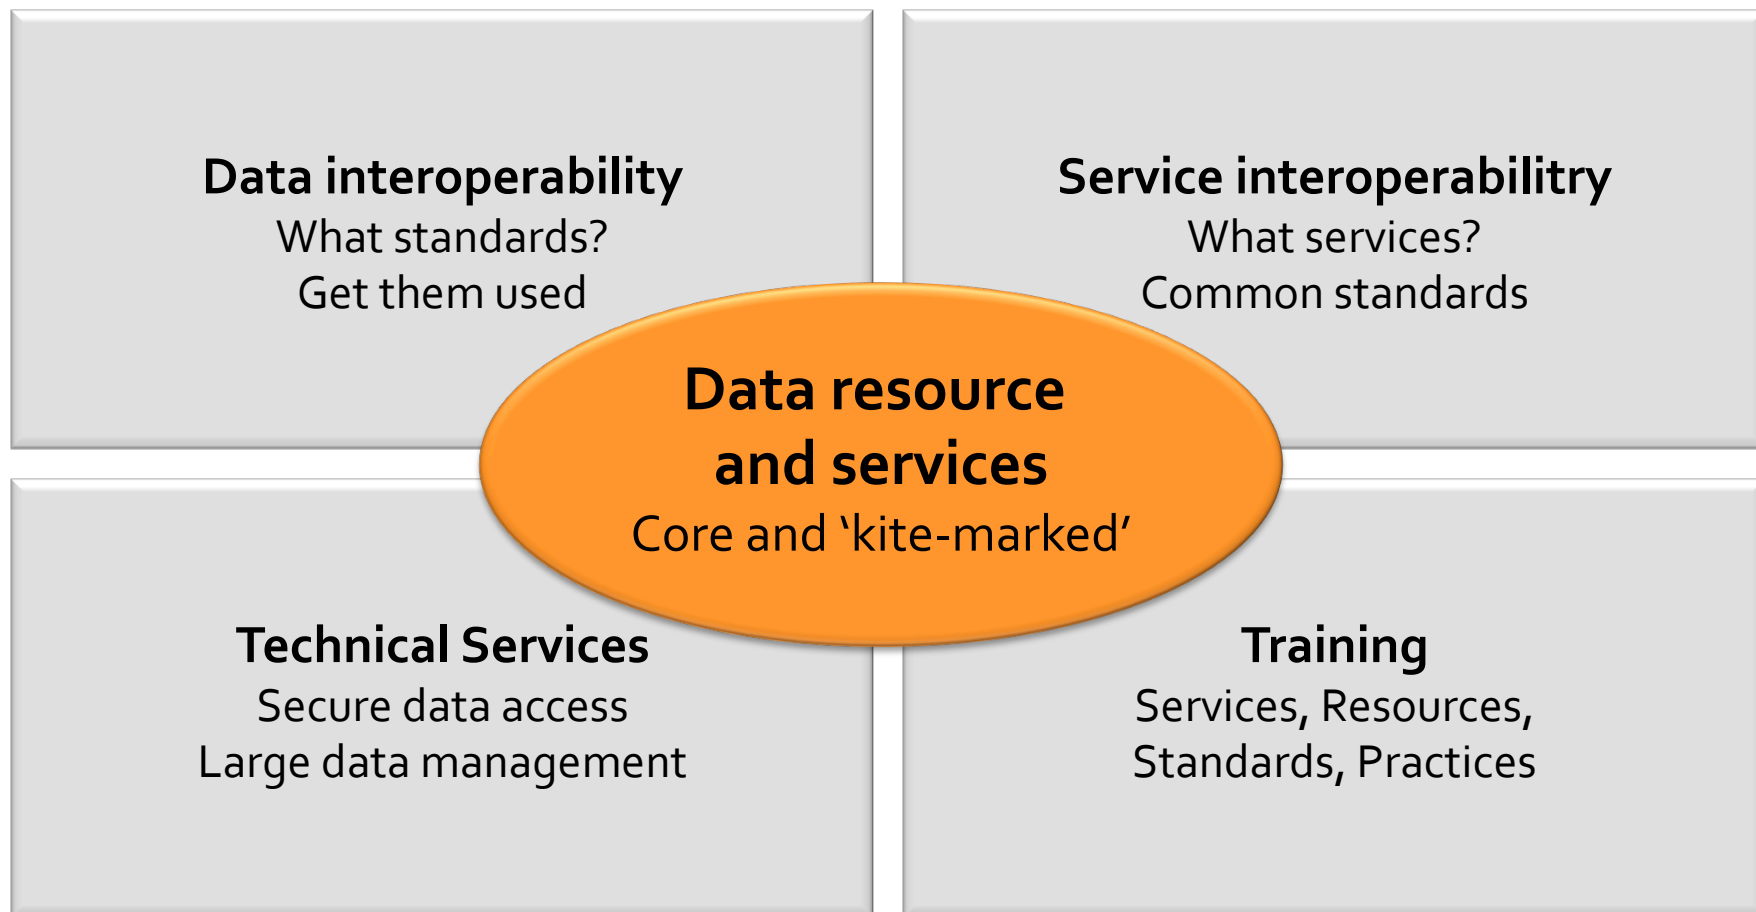 Data interoperability
What standards?
Get them used
Service interoperabilitry
What services?
Common standards
Data resource
and services
Core and ‘kite-marked’
Technical Services
Secure data access
Large data management
Training
Services, Resources,
Standards, Practices